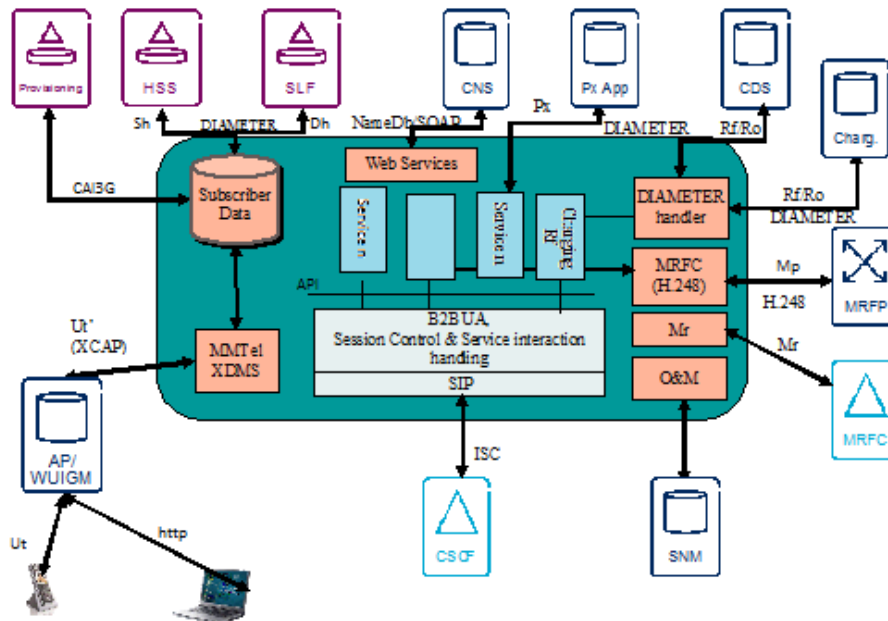 Provisioning
HSS
SLF
CNS
Px App
CDS
Charg.
Sh
DIAMETER
Dh
NameDb/SOAP
Px
DIAMETER
Rf/Ro
CAI3G
Subscriber
Data
Web Services
Service n
Service n
Charging
Rf
DIAMETER
handler
Rf/Ro
DIAMETER
MRFC
(H.248)
Mp
H.248
MRFP
API
B2BUA,
Session Control & Service interaction
handling
SIP
Mr
Mr
O&M
MRFC
Ut'
(XCAP)
MMTel
XDMS
AP/
WUIGM
ISC
CSCF
SNM
Ut
http